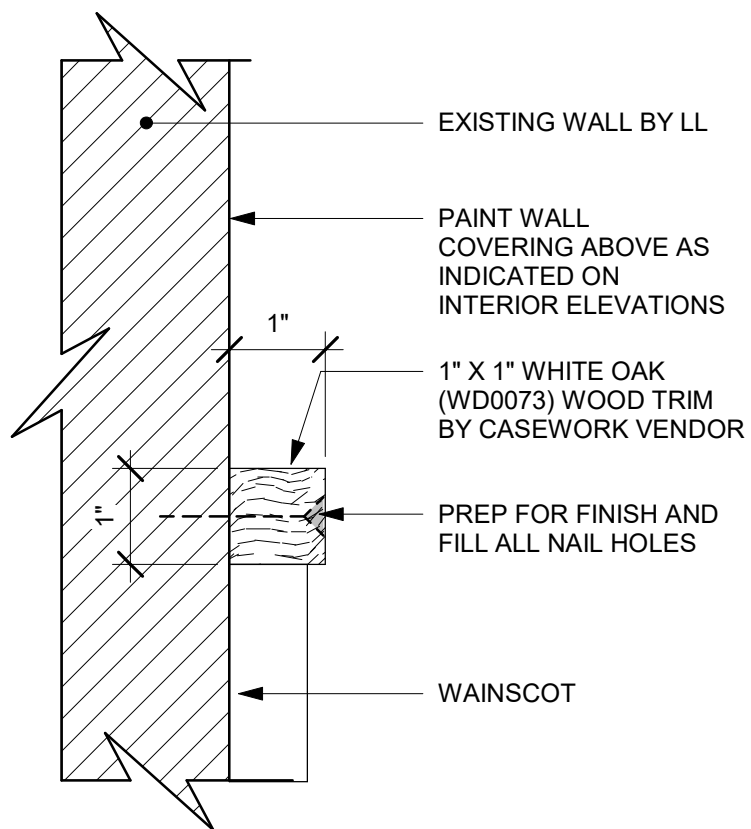 EXISTING WALL BY LL
PAINT WALL
COVERING ABOVE AS
INDICATED ON
INTERIOR ELEVATIONS
1"
1" X 1" WHITE OAK
(WD0073) WOOD TRIM
BY CASEWORK VENDOR
1"
PREP FOR FINISH AND
FILL ALL NAIL HOLES
WAINSCOT